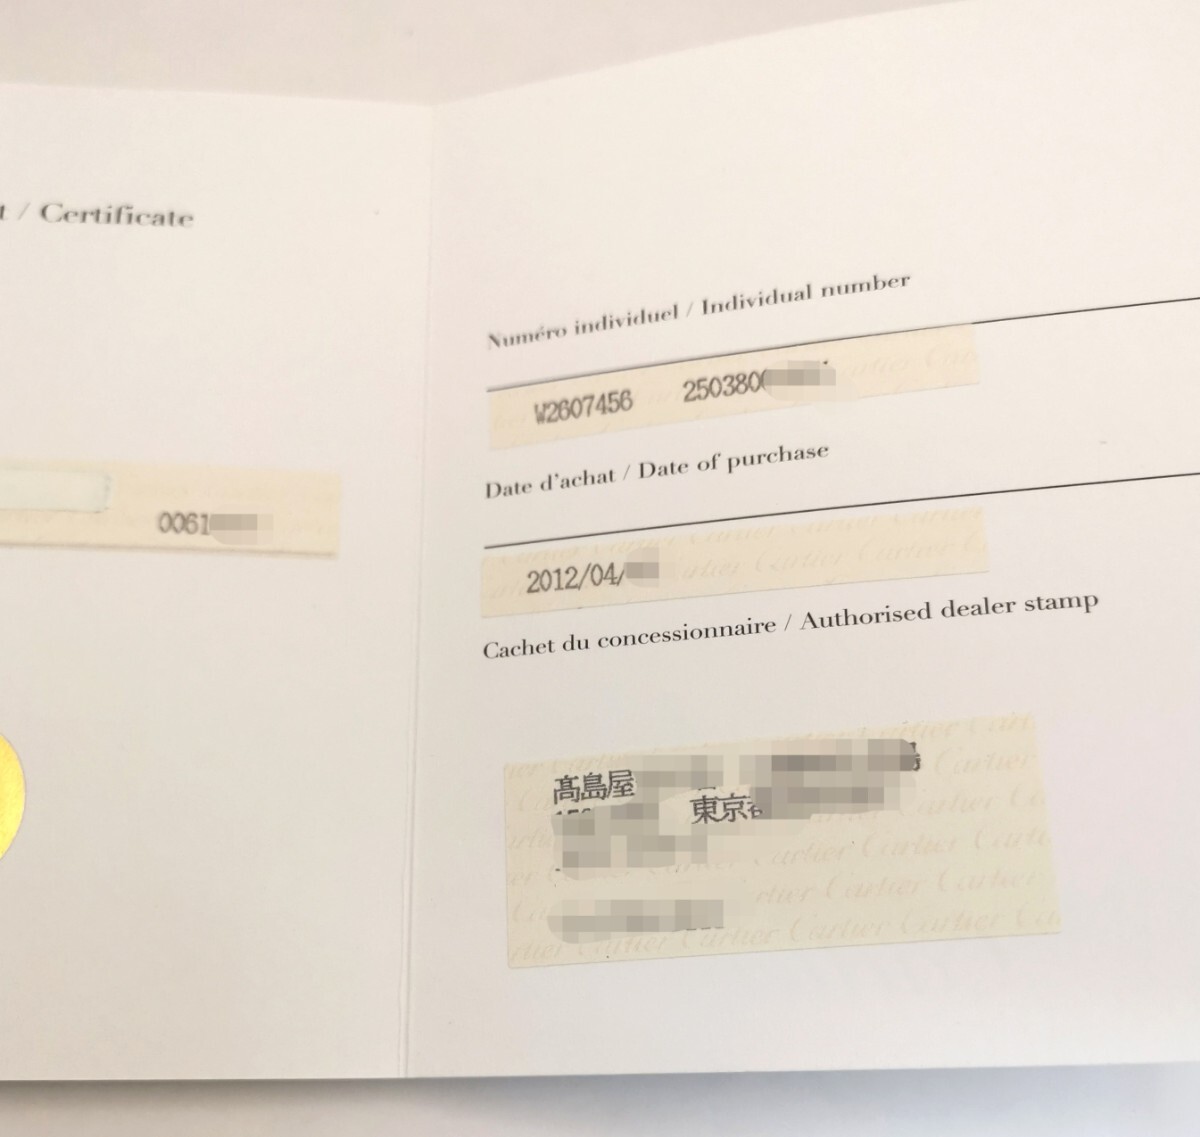 / Certificate
0061
Numéro individuel / Individual number
W2607456 250380
Date d'achat / Date of purchase
2012/04/
Cachet du concessionnaire / Authorised dealer stamp
髙島屋
東京